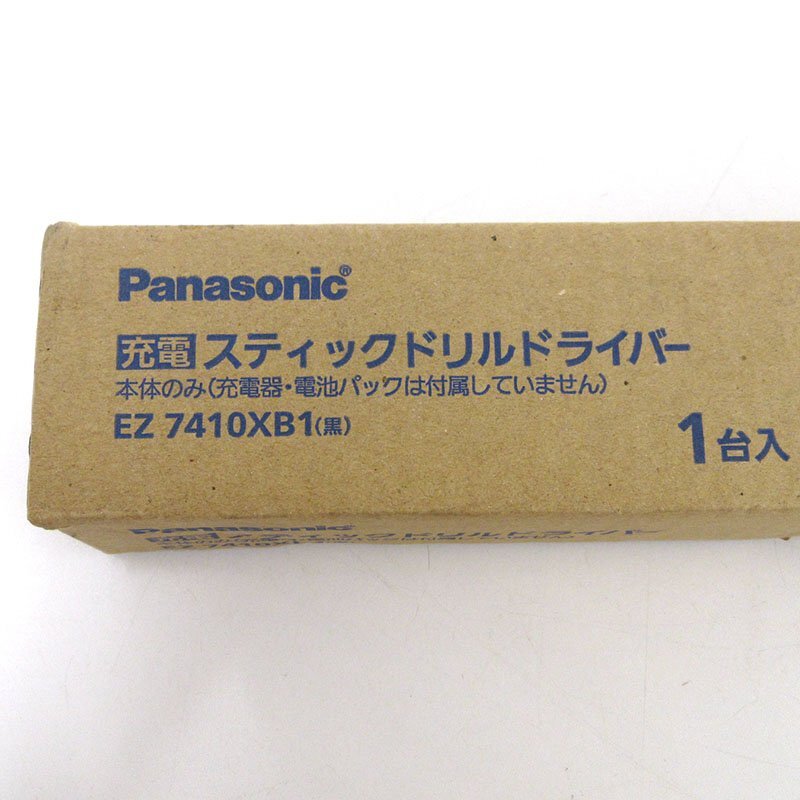 Panasonic®
充電 スティックドリルドライバー
本体のみ(充電器・電池パックは付属していません)
EZ 7410XB1(黒)
1台入
Panasonic